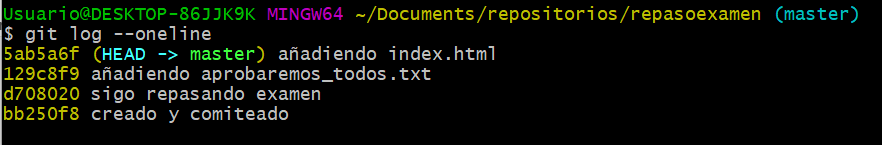 Usuario@DESKTOP-86JJK9K MINGW64 ~/Documents/repositorios/repasoexamen (master)
$ git log --oneline
5ab5a6f (HEAD -> master) añadiendo index.html
129c8f9 añadiendo aprobaremos_todos.txt
d708020 sigo repasando examen
bb250f8 creado y comiteado